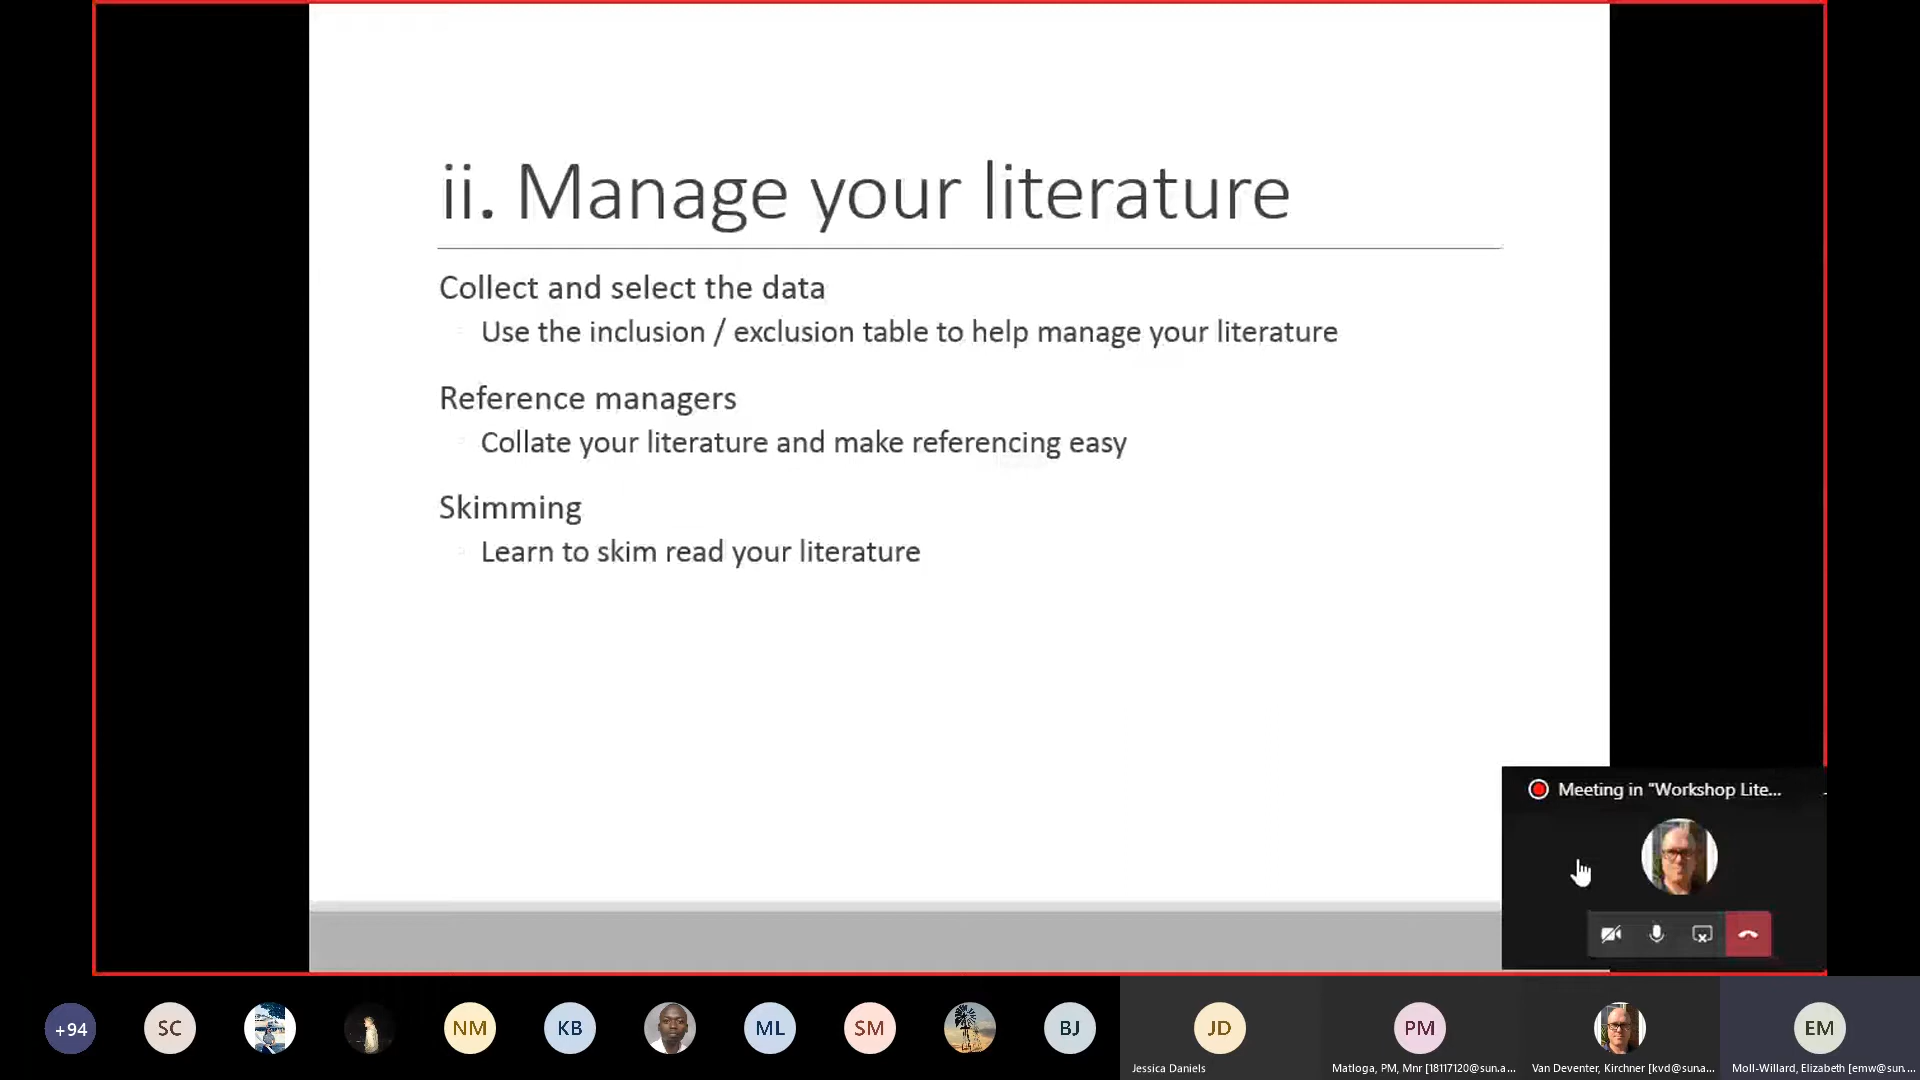 ii. Manage your literature
Collect and select the data
Use the inclusion / exclusion table to help manage your literature
Reference managers
Collate your literature and make referencing easy
Skimming
Learn to skim read your literature
Meeting in "Workshop Lite...
+94
SC
NM
KB
ML
SM
BJ
JD
PM
EM
Jessica Daniels
Matloga, PM, Mnr [18117120@sun.a...
Van Deventer, Kirchner [kvd@suna...
Moll-Willard, Elizabeth [emw@sun....